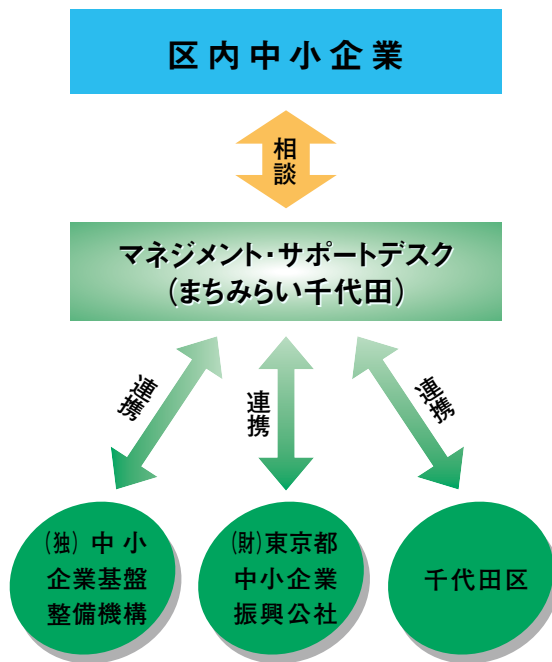 区内中小企業
相談
マネジメント・サポートデスク
(まちみらい千代田)
連携
連携
連携
(独)中小
企業基盤
整備機構
(財)東京都
中小企業
振興公社
千代田区